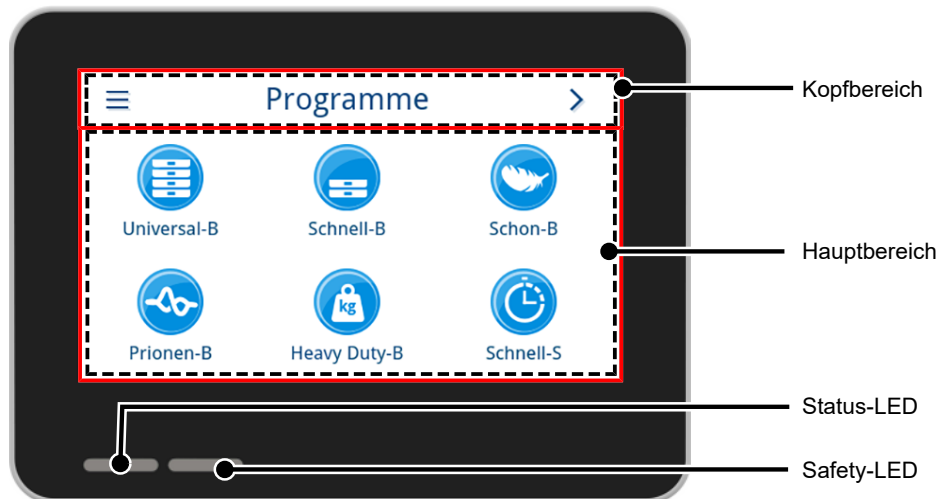 Programme
Kopfbereich
Universal-B
Schnell-B
Schon-B
Hauptbereich
kg
Prionen-B
Heavy Duty-B
Schnell-S
Status-LED
Safety-LED